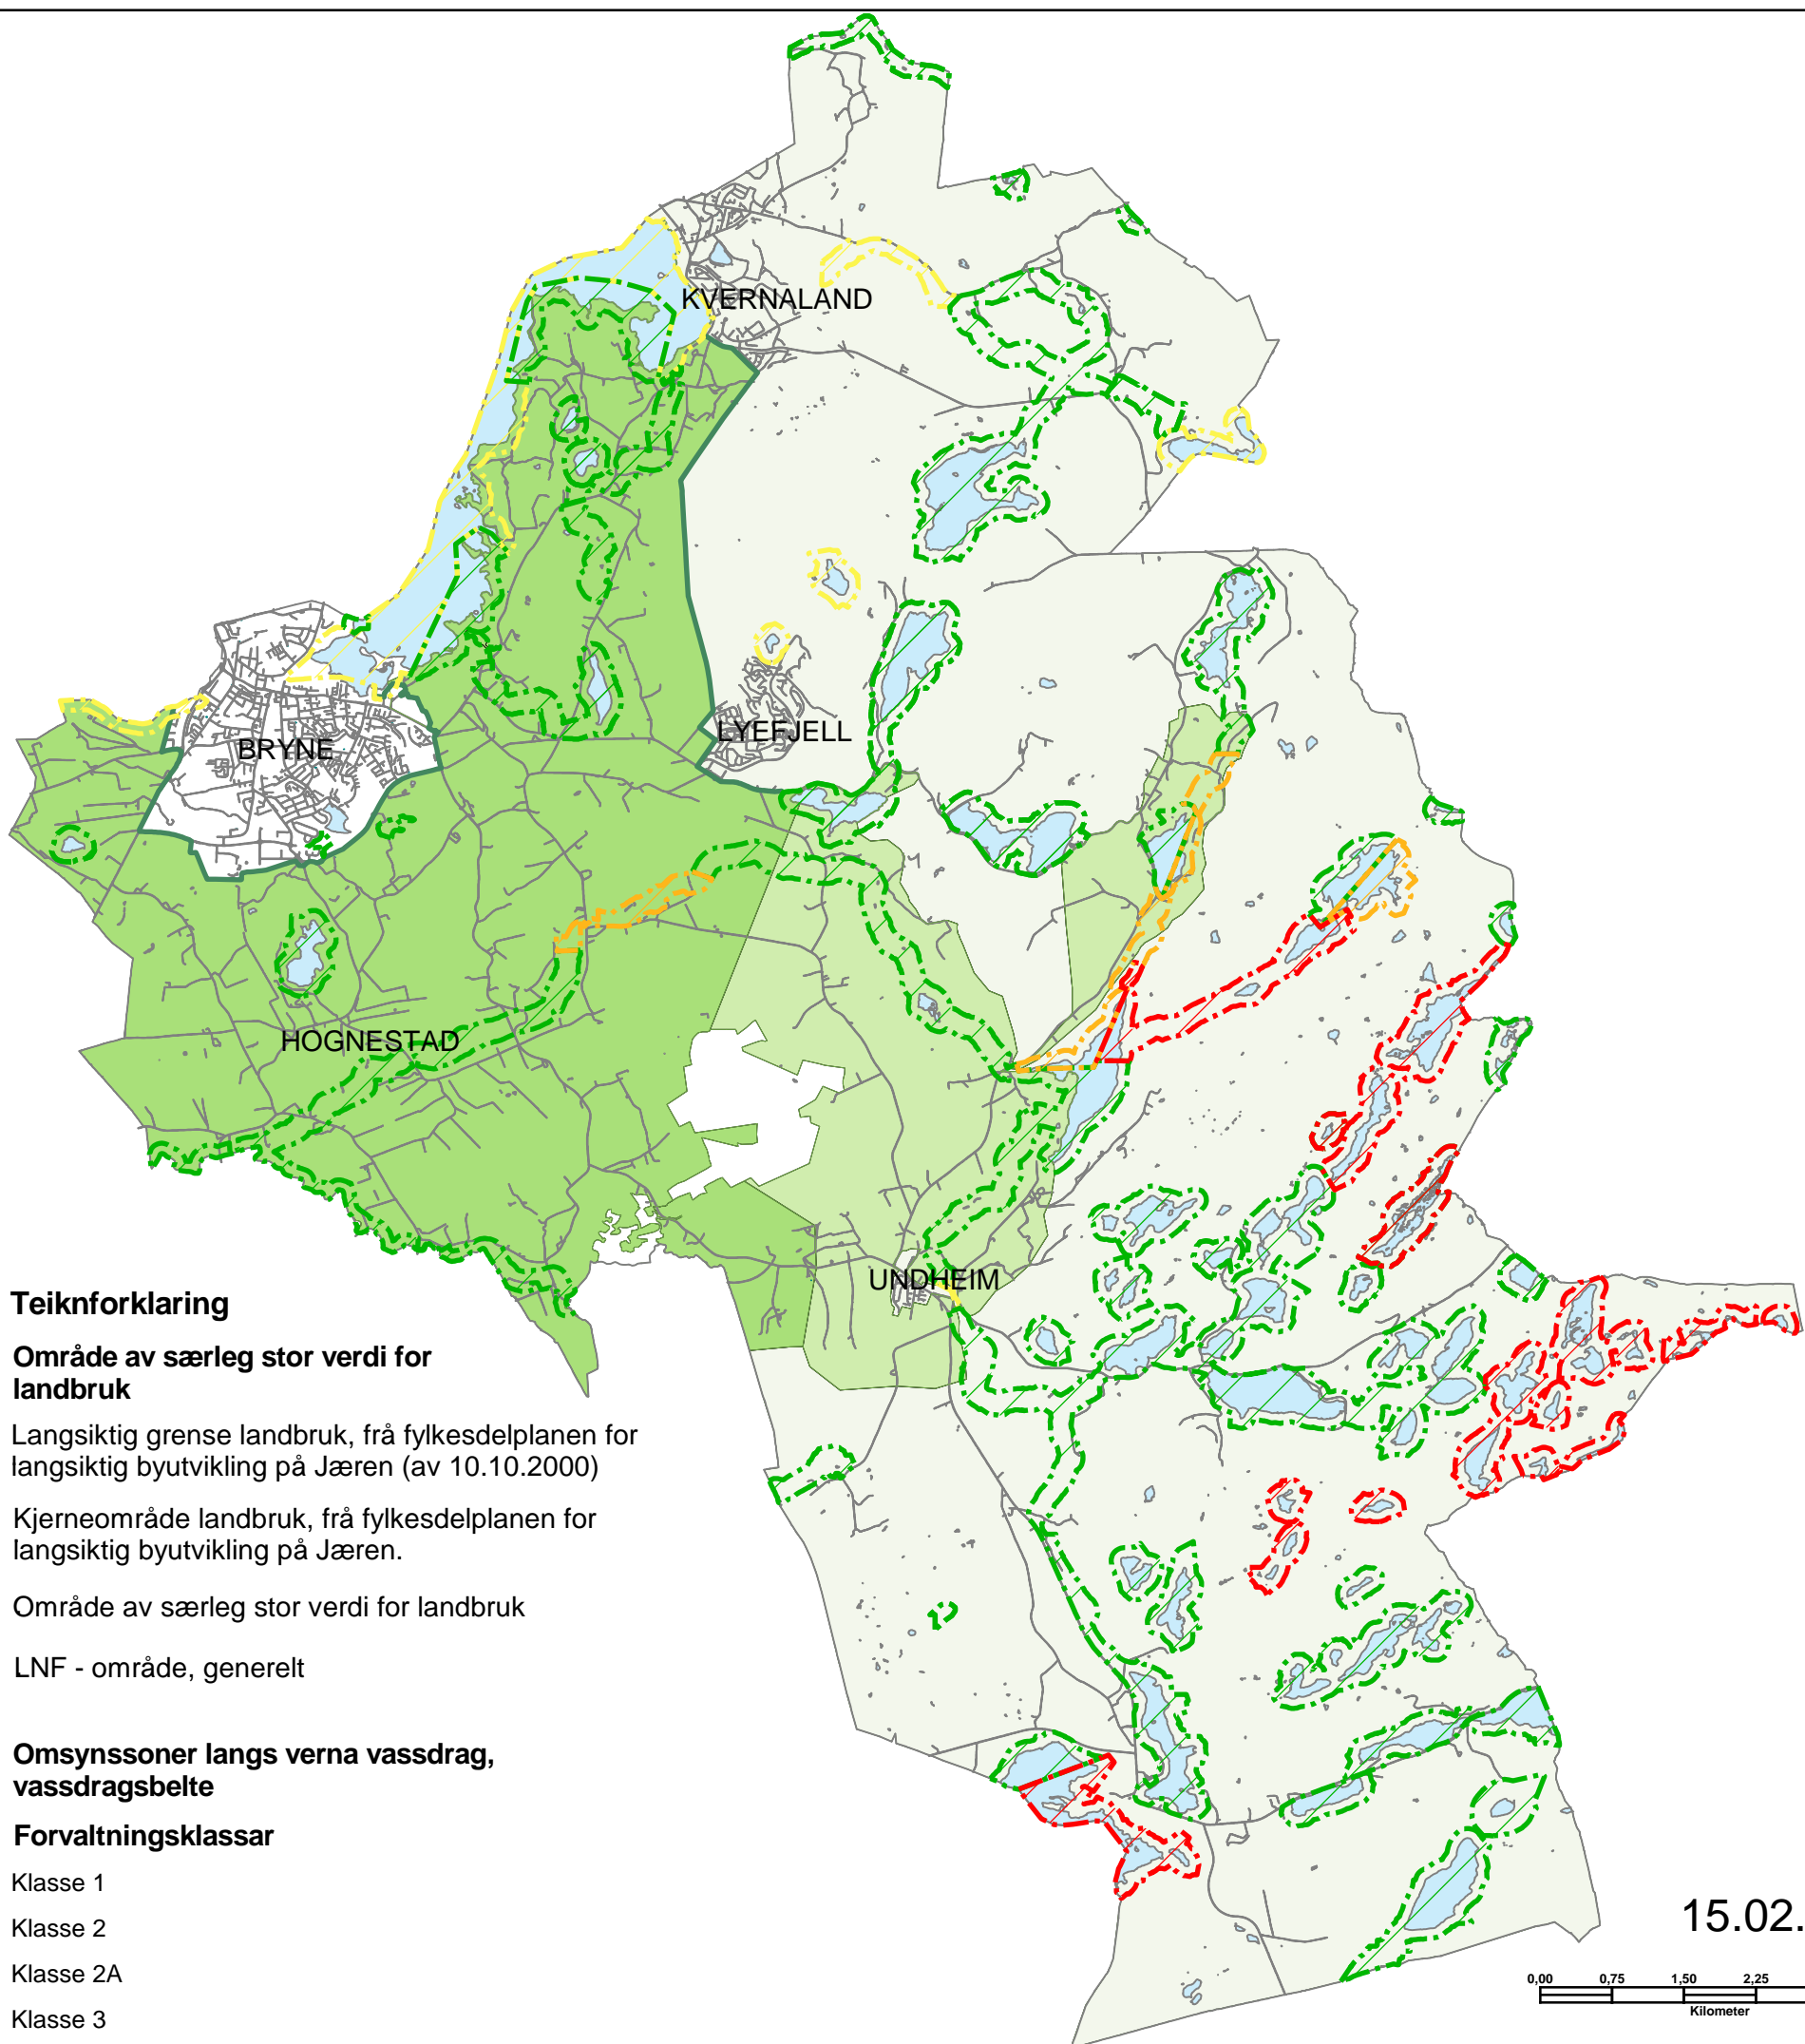 KVERNALAND
LYEFJELL
BRYNE
HOGNESTAD
UNDHEIM
Teiknforklaring
Område av særleg stor verdi for
landbruk
Langsiktig grense landbruk, frå fylkesdelplanen for
langsiktig byutvikling på Jæren (av 10.10.2000)
Kjerneområde landbruk, frå fylkesdelplanen for
langsiktig byutvikling på Jæren.
Område av særleg stor verdi for landbruk
LNF - område, generelt
Omsynssoner langs verna vassdrag,
vassdragsbelte
Forvaltningsklassar
Klasse 1
Klasse 2
Klasse 2A
Klasse 3
15.02.
0,00 0,75 1,50 2,25
Kilometer